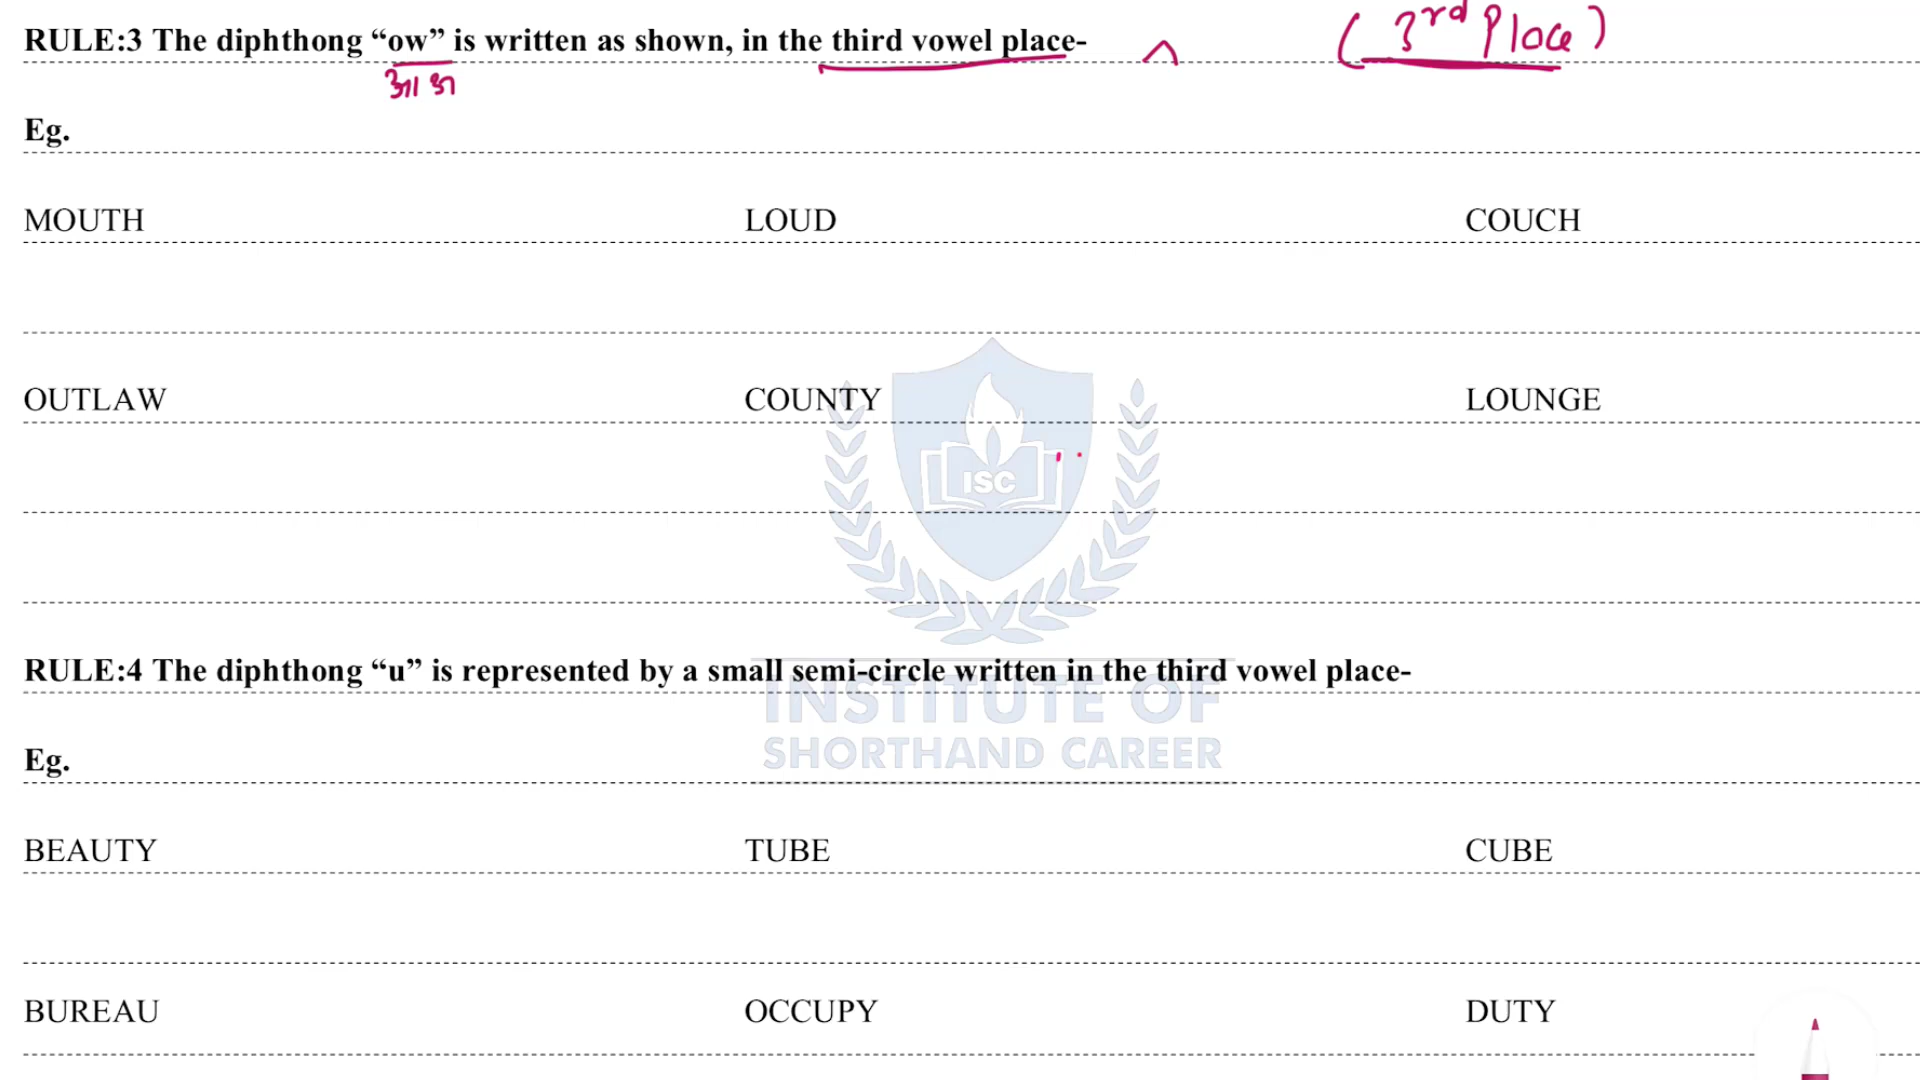 RULE:3 The diphthong “ow” is written as shown, in the third vowel place- ^ (3rd Place)
आउ
Eg.
MOUTH LOUD COUCH
OUTLAW COUNTY LOUNGE
ISC
RULE:4 The diphthong “u” is represented by a small semi-circle written in the third vowel place-
INSTITUTE OF
Eg.
SHORTHAND CAREER
BEAUTY TUBE CUBE
BUREAU OCCUPY DUTY